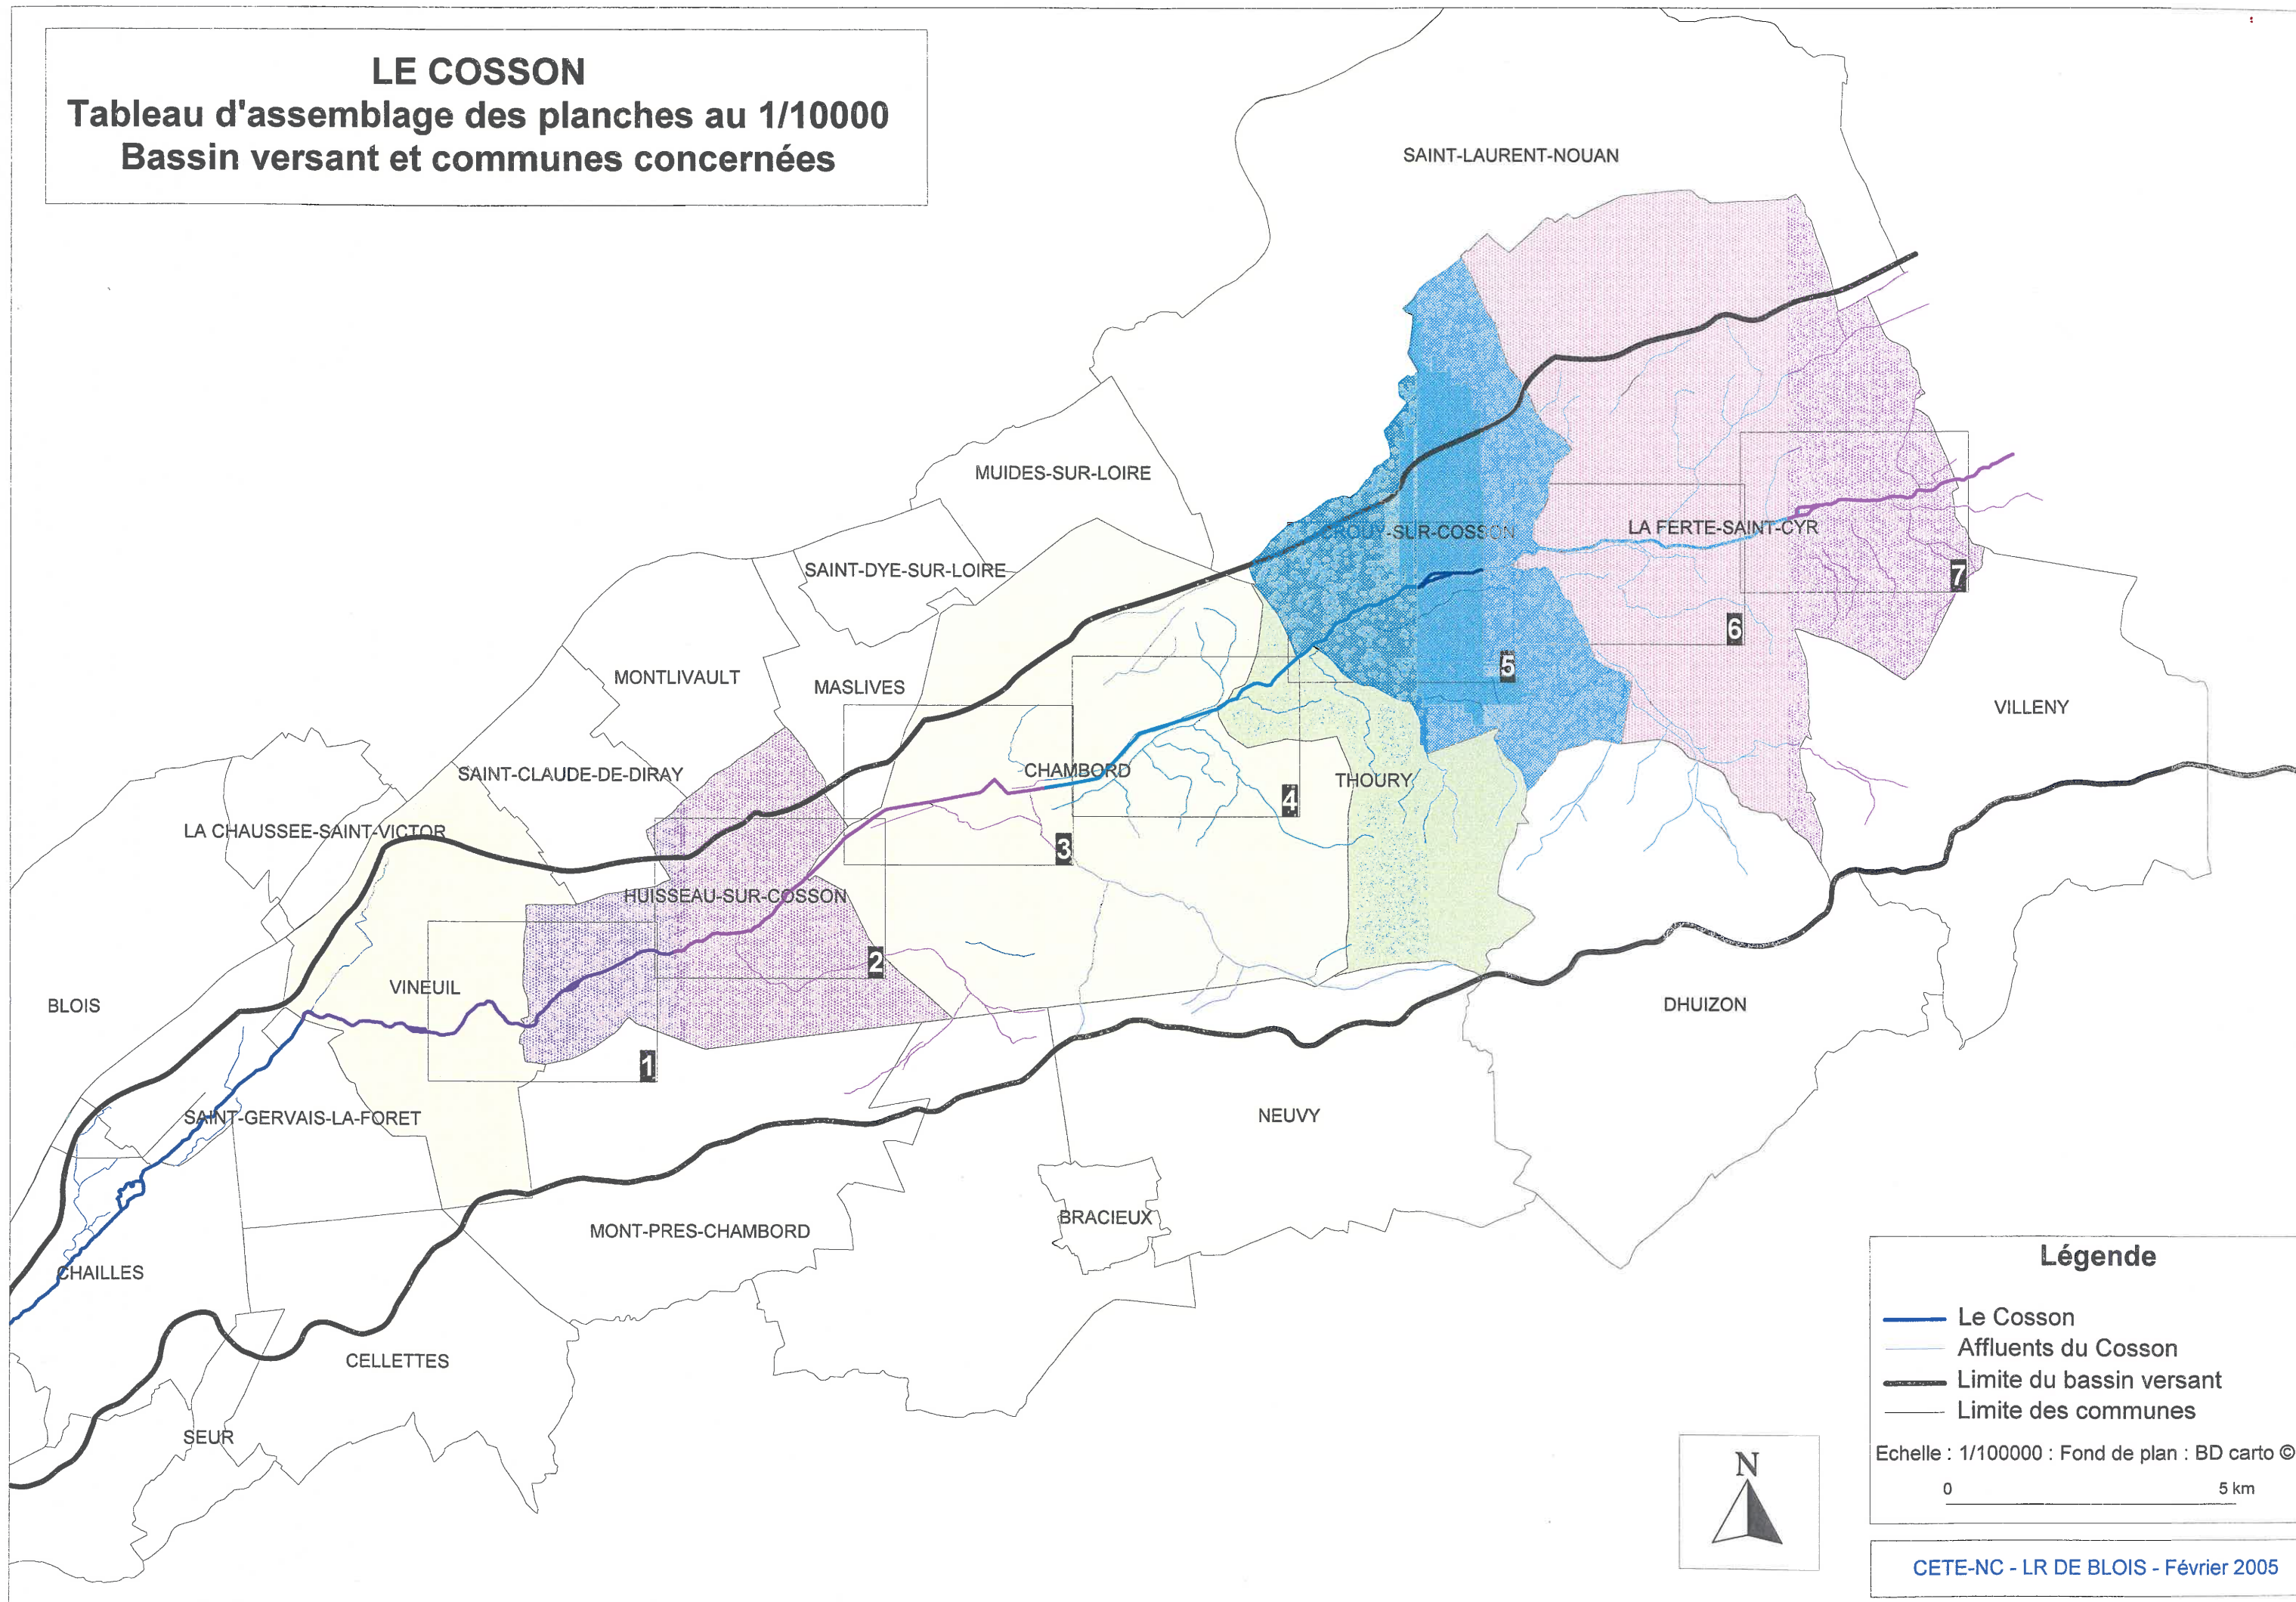 LE COSSON
Tableau d'assemblage des planches au 1/10000
Bassin versant et communes concernées
SAINT-LAURENT-NOUAN
MUIDES-SUR-LOIRE
CROUY-SUR-COSSON
LA FERTE-SAINT-CYR
SAINT-DYE-SUR-LOIRE
7
6
5
MONTLIVAULT
MASLIVES
VILLENY
SAINT-CLAUDE-DE-DIRAY
CHAMBORD
THOURY
4
LA CHAUSSEE-SAINT-VICTOR
3
HUISSEAU-SUR-COSSON
2
VINEUIL
BLOIS
DHUIZON
1
SAINT-GERVAIS-LA-FORET
NEUVY
BRACIEUX
MONT-PRES-CHAMBORD
CHAILLES
CELLETTES
SEUR
Légende
Le Cosson
Affluents du Cosson
Limite du bassin versant
Limite des communes
Echelle : 1/100000 : Fond de plan : BD carto ©
0 5 km
N
CETE-NC - LR DE BLOIS - Février 2005